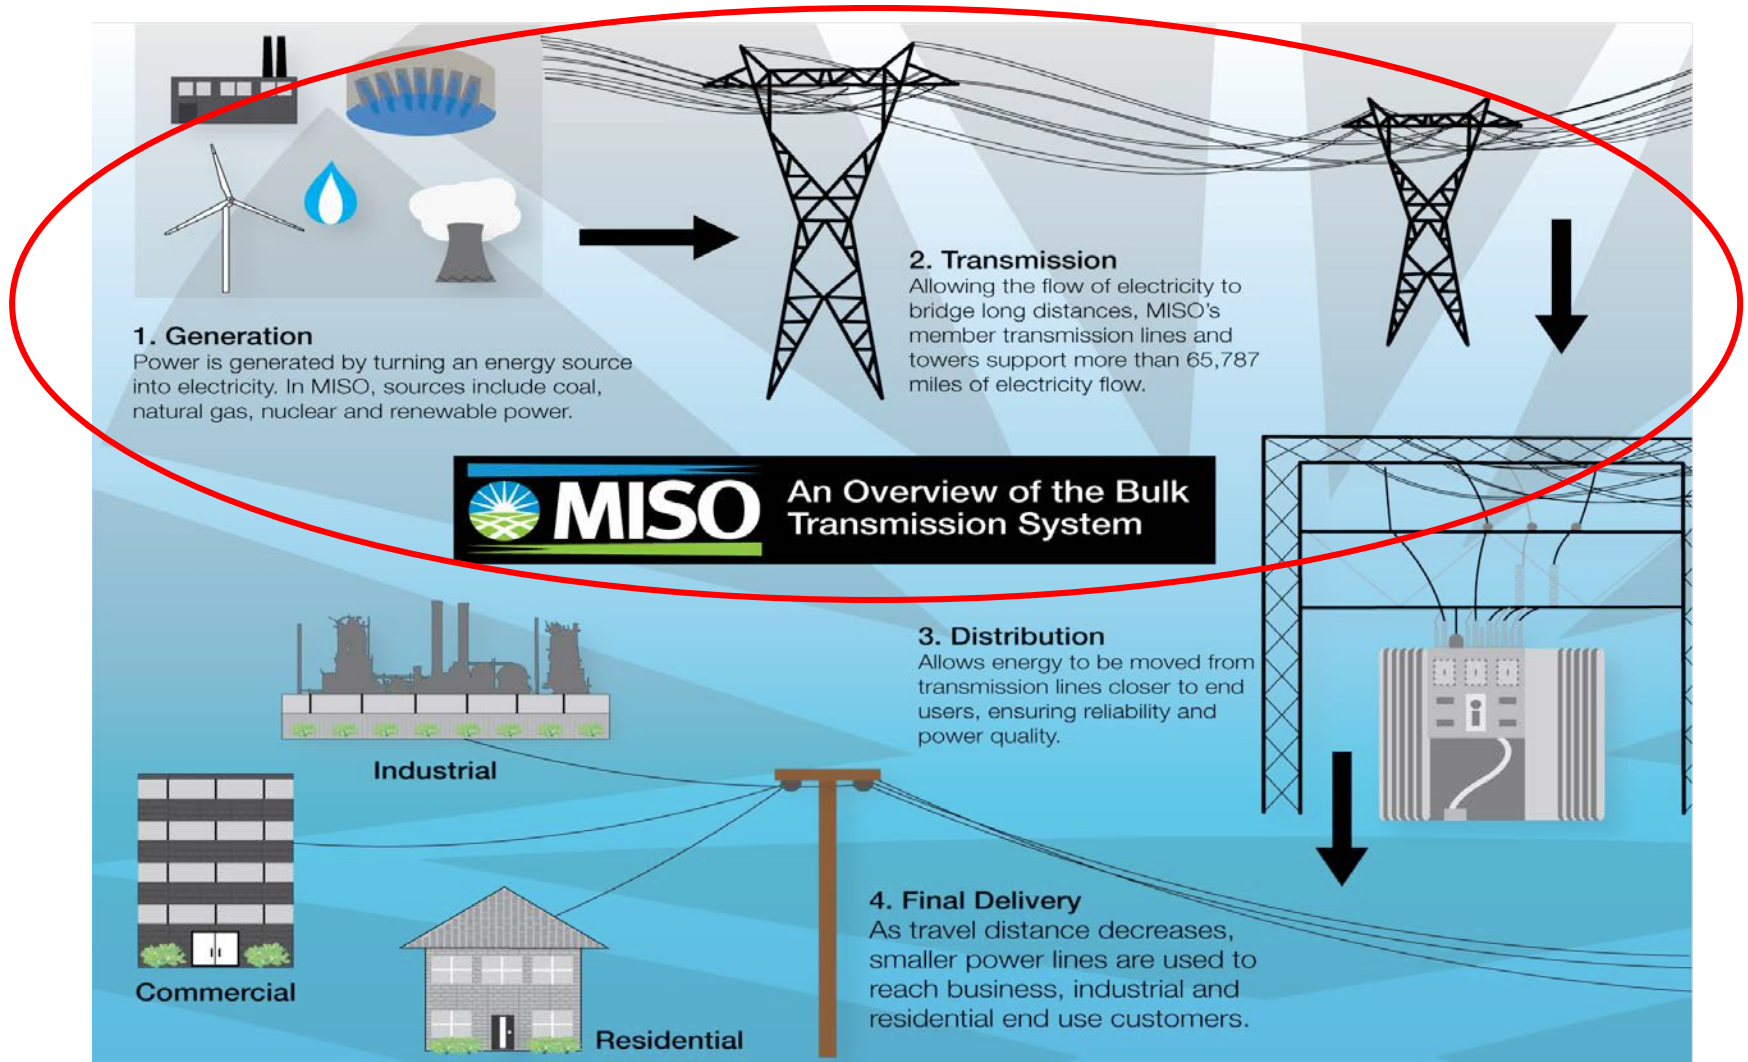 1. Generation
Power is generated by turning an energy source
into electricity. In MISO, sources include coal,
natural gas, nuclear and renewable power.
2. Transmission
Allowing the flow of electricity to
bridge long distances, MISO's
member transmission lines and
towers support more than 65,787
miles of electricity flow.
MISO
An Overview of the Bulk
Transmission System
3. Distribution
Allows energy to be moved from
transmission lines closer to end
users, ensuring reliability and
power quality.
Industrial
Commercial
Residential
4. Final Delivery
As travel distance decreases,
smaller power lines are used to
reach business, industrial and
residential end use customers.